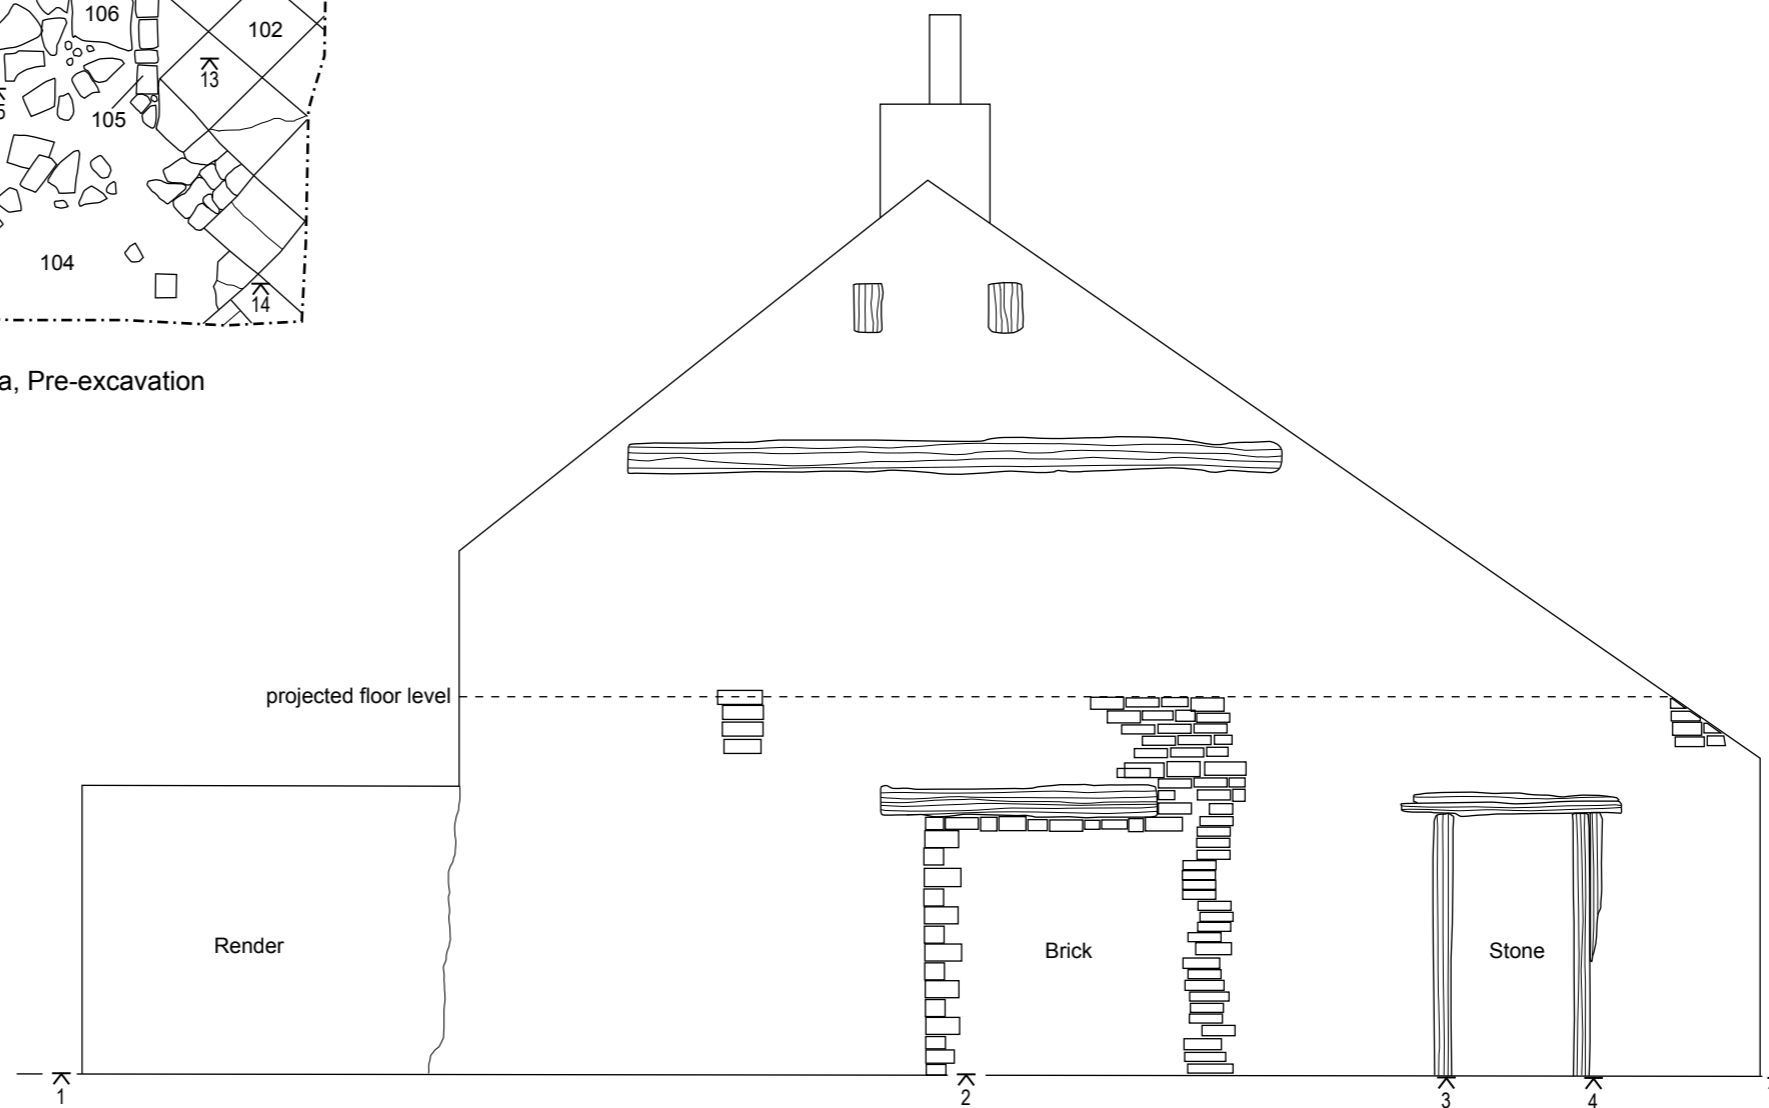 106
102
13
105
104
14
a, Pre-excavation
projected floor level
Render
Brick
Stone
1
2
3
4